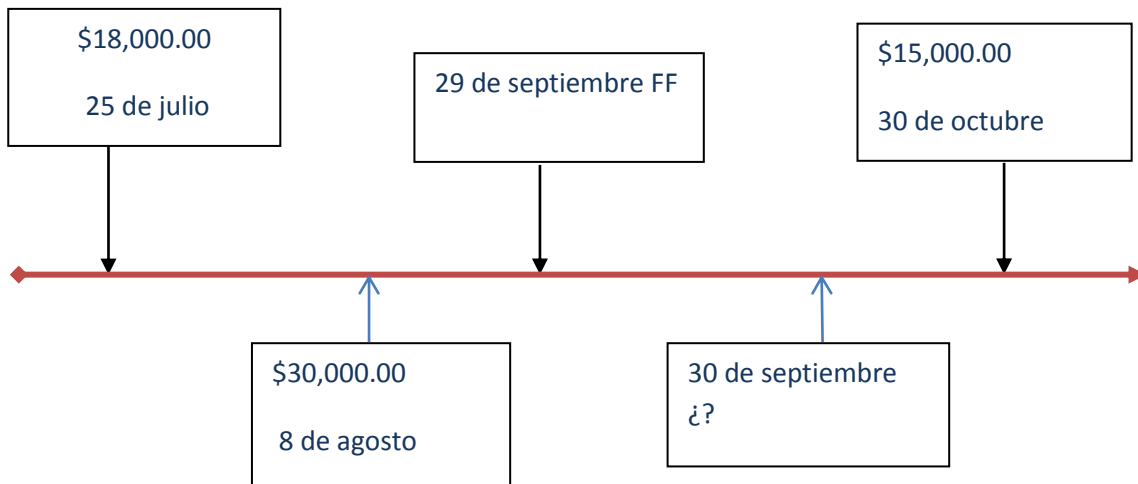 $18,000.00
25 de julio
29 de septiembre FF
$15,000.00
30 de octubre
$30,000.00
8 de agosto
30 de septiembre
¿?